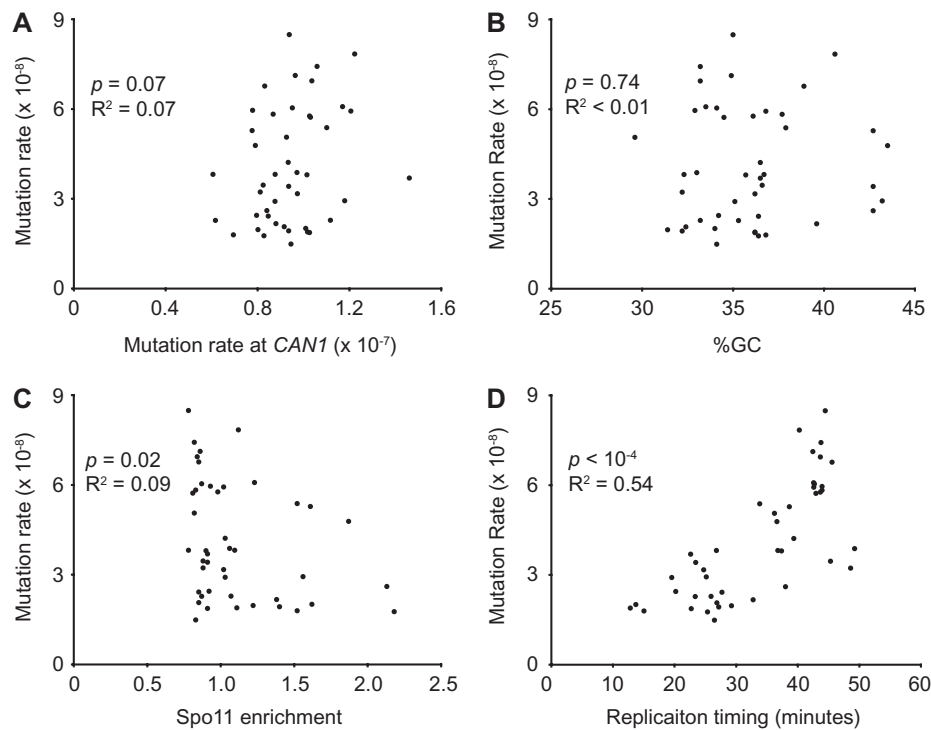 A
9
6
3
0
Mutation rate (x 10⁻⁸)
p = 0.07
R² = 0.07
0 0.4 0.8 1.2 1.6
Mutation rate at CAN1 (x 10⁻⁷)
B
9
6
3
0
Mutation Rate (x 10⁻⁸)
p = 0.74
R² < 0.01
25 30 35 40 45
%GC
C
9
6
3
0
Mutation rate (x 10⁻⁸)
p = 0.02
R² = 0.09
0 0.5 1.0 1.5 2.0 2.5
Spo11 enrichment
D
9
6
3
0
Mutation Rate (x 10⁻⁸)
p < 10⁻⁴
R² = 0.54
0 10 20 30 40 50 60
Replicaiton timing (minutes)